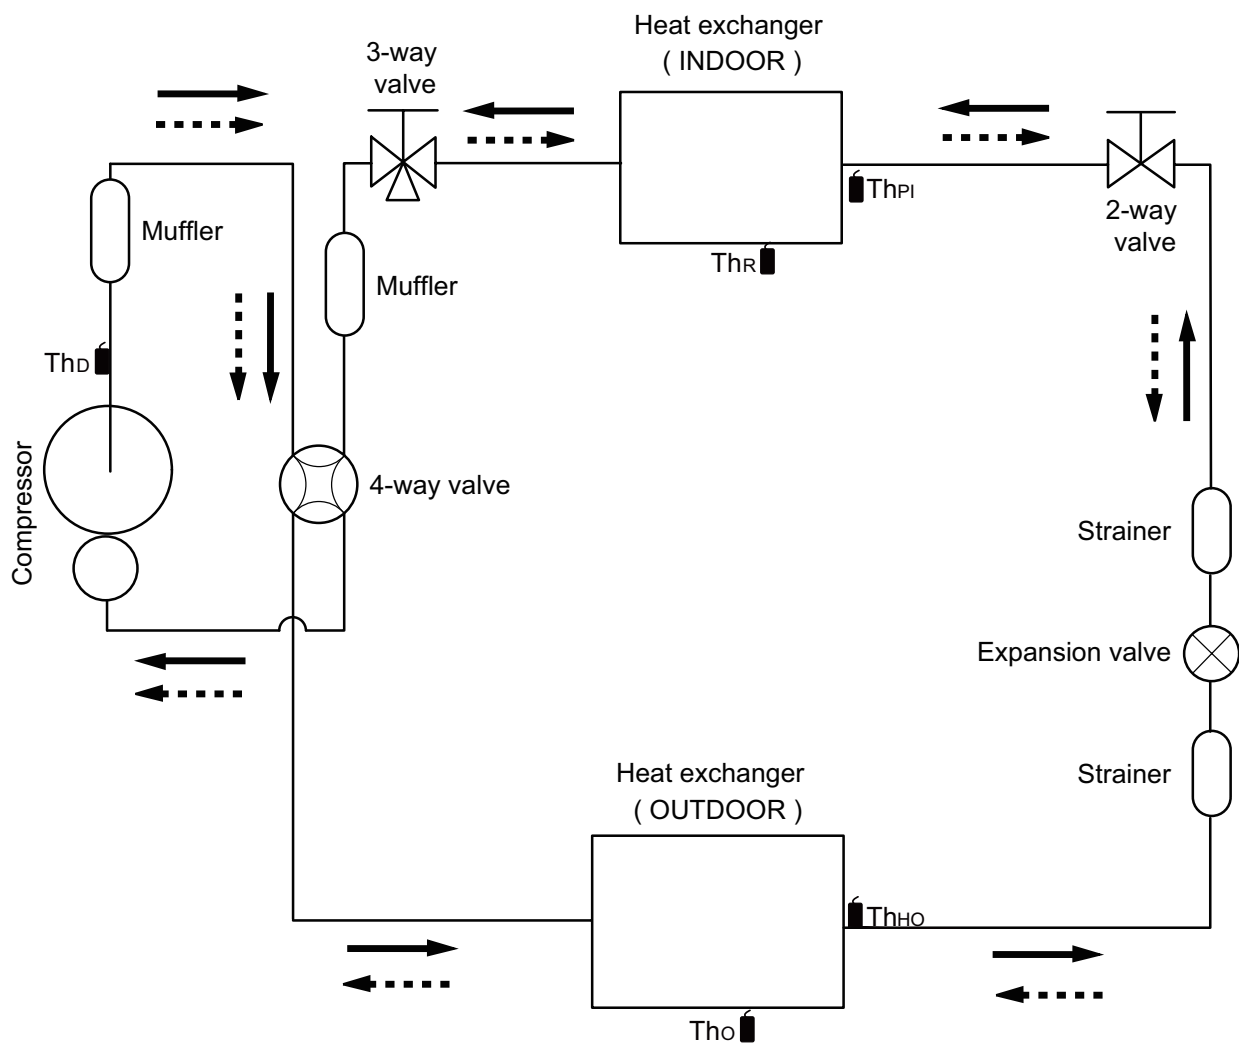 Heat exchanger
( INDOOR )
3-way
valve
Muffler
Muffler
ThPI
ThR
2-way
valve
ThD
Compressor
4-way valve
Strainer
Expansion valve
Strainer
Heat exchanger
( OUTDOOR )
ThHO
ThO